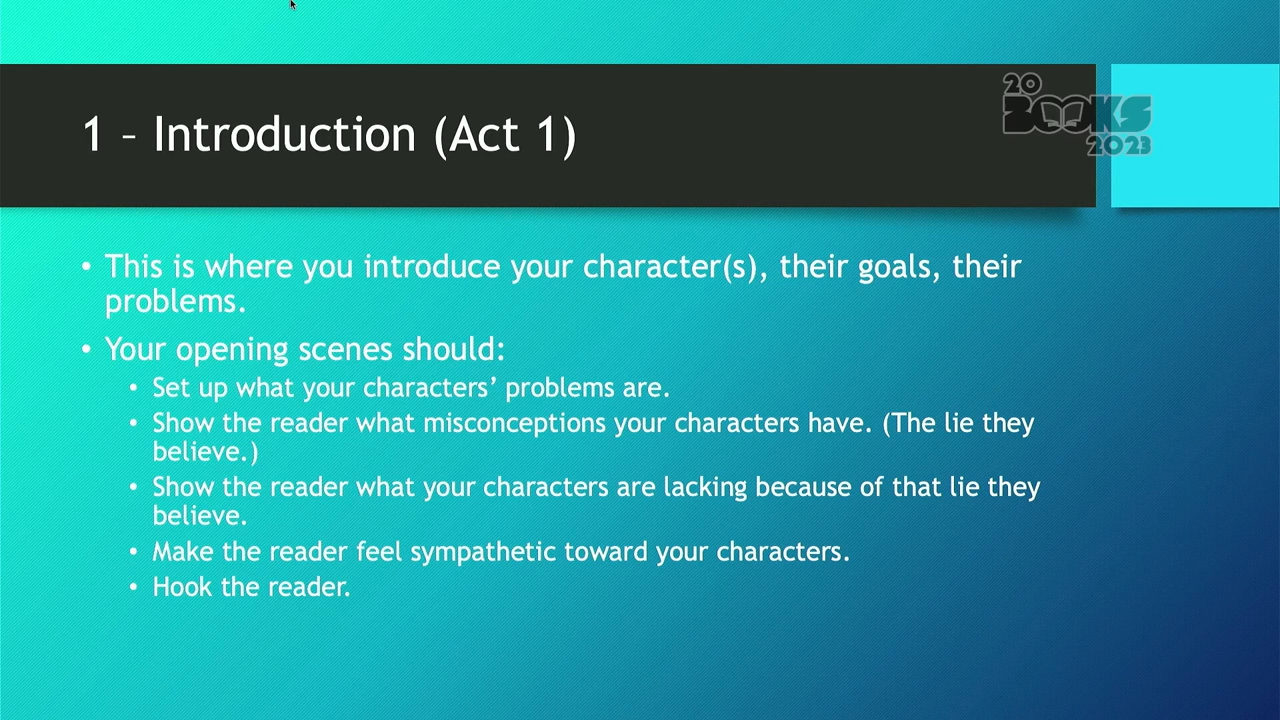 1 – Introduction (Act 1)
20
BOOKS
2023
• This is where you introduce your character(s), their goals, their
problems.
• Your opening scenes should:
• Set up what your characters’ problems are.
• Show the reader what misconceptions your characters have. (The lie they
believe.)
• Show the reader what your characters are lacking because of that lie they
believe.
• Make the reader feel sympathetic toward your characters.
• Hook the reader.